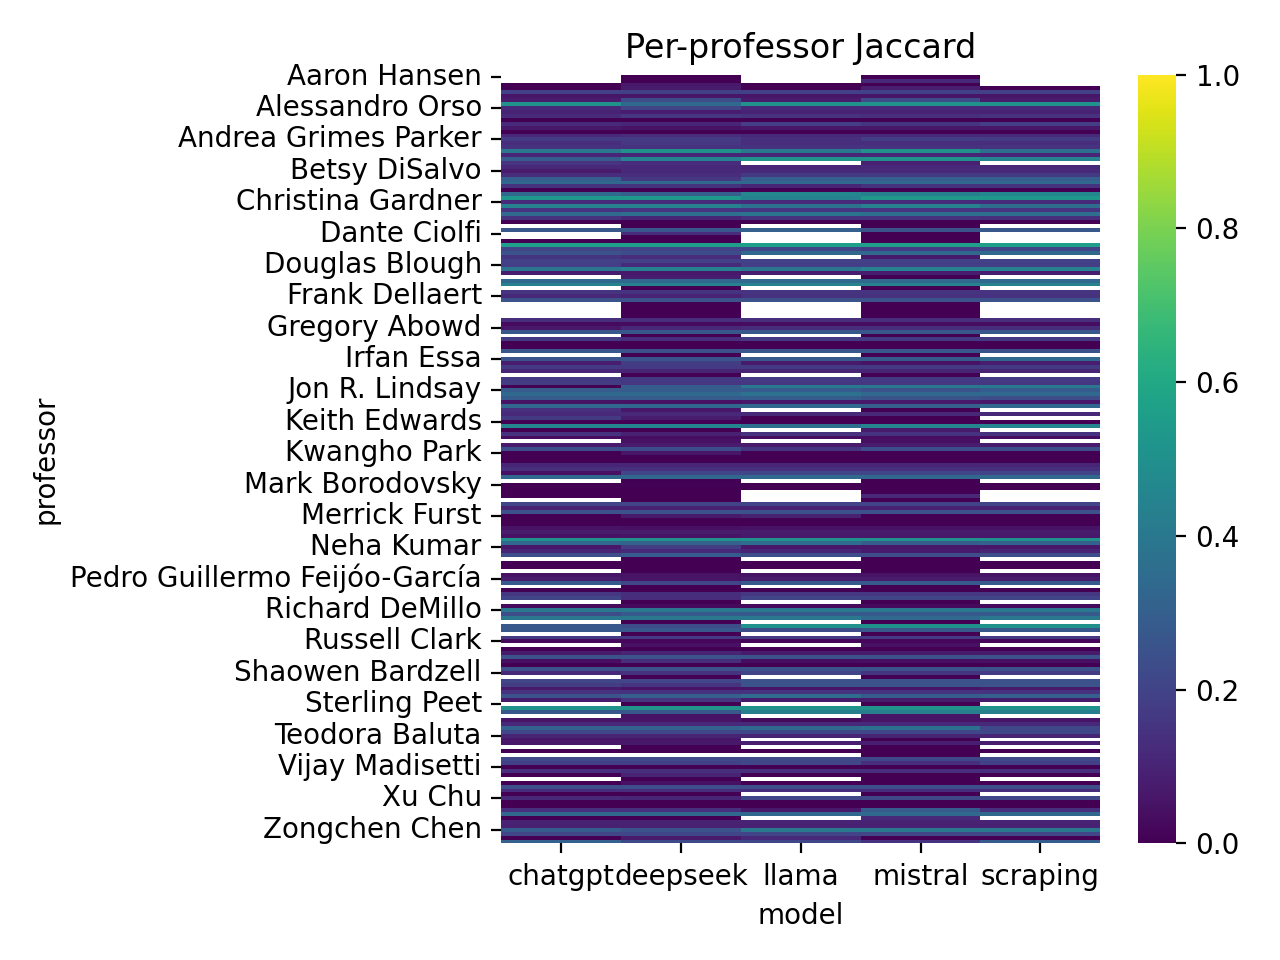 Per-professor Jaccard
professor
Aaron Hansen
Alessandro Orso
Andrea Grimes Parker
Betsy DiSalvo
Christina Gardner
Dante Ciolfi
Douglas Blough
Frank Dellaert
Gregory Abowd
Irfan Essa
Jon R. Lindsay
Keith Edwards
Kwangho Park
Mark Borodovsky
Merrick Furst
Neha Kumar
Pedro Guillermo Feijóo-García
Richard DeMillo
Russell Clark
Shaowen Bardzell
Sterling Peet
Teodora Baluta
Vijay Madisetti
Xu Chu
Zongchen Chen
chatgpt deepseek llama mistral scraping
model
1.0
0.8
0.6
0.4
0.2
0.0